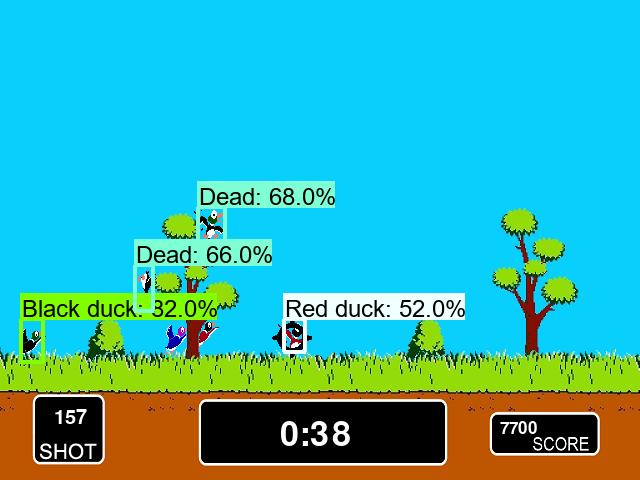 Dead: 68.0%
Dead: 66.0%
Black duck: 32.0%
Red duck: 52.0%
157
SHOT
0:38
7700
SCORE